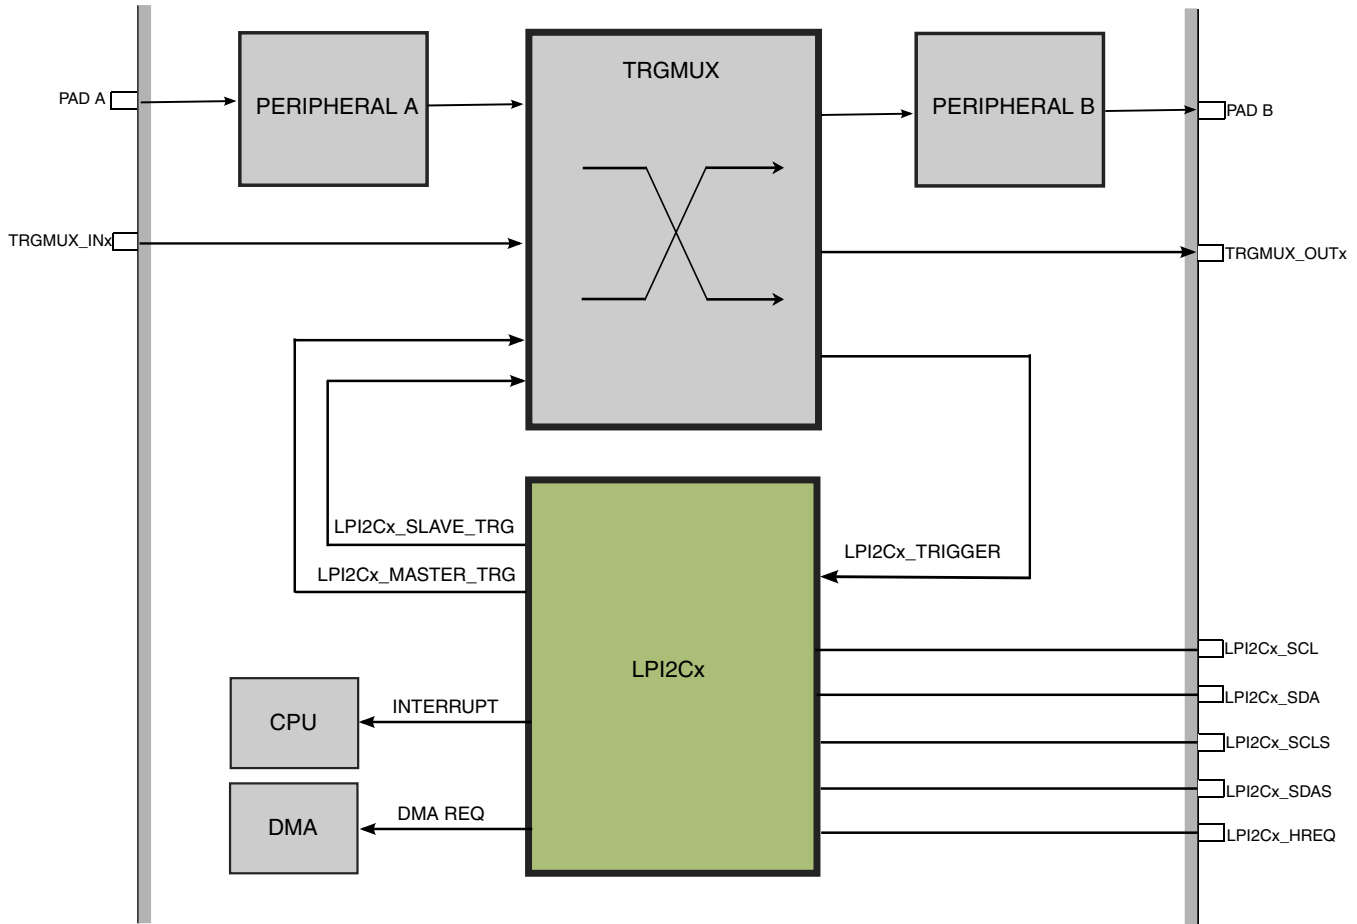 TRGMUX
PAD A
PERIPHERAL A
PERIPHERAL B
PAD B
TRGMUX_INx
TRGMUX_OUTx
LPI2Cx_SLAVE_TRG
LPI2Cx_TRIGGER
LPI2Cx_MASTER_TRG
LPI2Cx_SCL
LPI2Cx
LPI2Cx_SDA
INTERRUPT
CPU
LPI2Cx_SCLS
LPI2Cx_SDAS
DMA REQ
DMA
LPI2Cx_HREQ